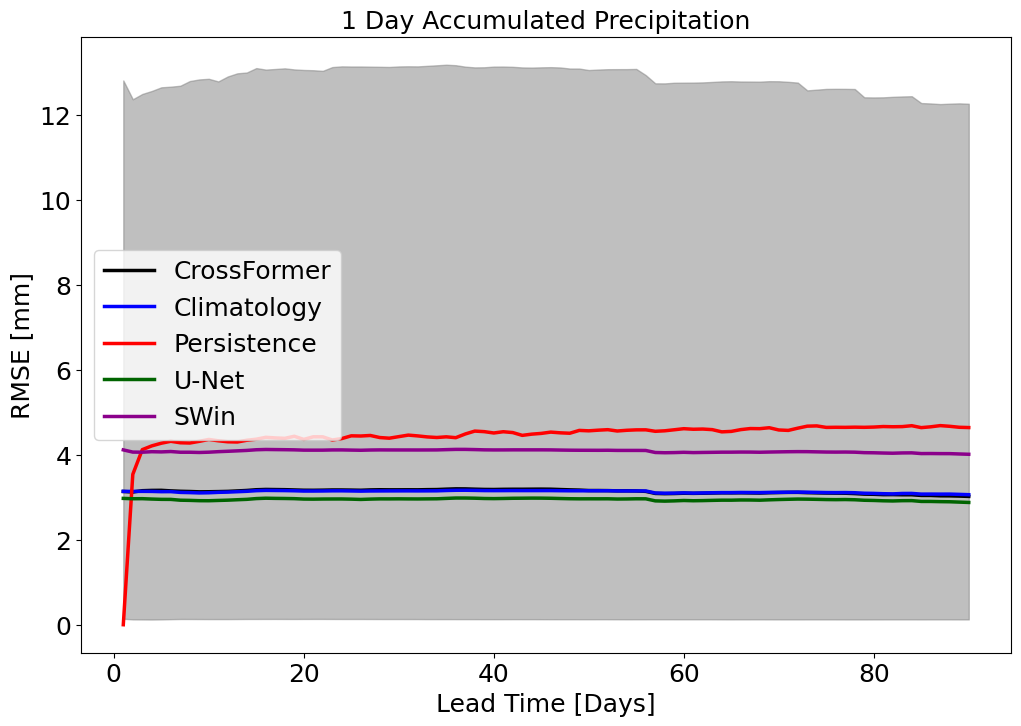 1 Day Accumulated Precipitation
RMSE [mm]
12
10
8
6
4
2
0
CrossFormer
Climatology
Persistence
U-Net
SWin
0 20 40 60 80
Lead Time [Days]